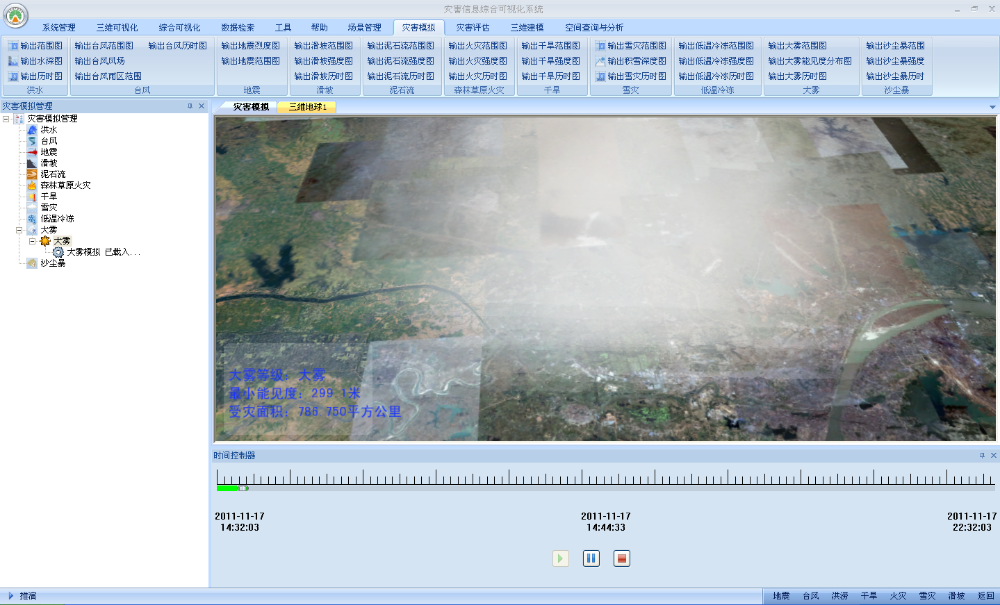 灾害信息综合可视化系统
系统管理 三维可视化 综合可视化 数据检索 工具 帮助 场景管理 灾害模拟 灾害评估 三维建模 空间查询与分析
输出范围图 输出台风范围图 输出台风历时图 输出地震烈度图 输出滑坡范围图 输出泥石流范围图 输出火灾范围图 输出干旱范围图 输出雪灾范围图 输出低温冷冻范围图 输出大雾范围图 输出沙尘暴范围
输出水深图 输出台风风场 输出地震范围图 输出滑坡强度图 输出泥石流强度图 输出火灾强度图 输出干旱强度图 输出积雪深度图 输出低温冷冻强度图 输出大雾能见度分布图 输出沙尘暴强度
输出历时图 输出台风雨区范围 输出滑坡历时图 输出泥石流历时图 输出火灾历时图 输出干旱历时图 输出雪灾历时图 输出低温冷冻历时图 输出大雾历时图 输出沙尘暴历时
洪水 台风 地震 滑坡 泥石流 森林草原火灾 干旱 雪灾 低温冷冻 大雾 沙尘暴
灾害模拟管理
灾害模拟 三维地球1
灾害模拟管理
洪水
台风
地震
滑坡
泥石流
森林草原火灾
干旱
雪灾
低温冷冻
大雾
大雾
大雾模拟 已载入...
沙尘暴
大雾等级: 大雾
最小能见度: 299.1米
受灾面积: 786.750平方公里
时间控制器
2011-11-17
14:32:03
2011-11-17
14:44:33
2011-11-17
22:32:03
推演
地震 台风 洪涝 干旱 火灾 雪灾 滑坡 返回